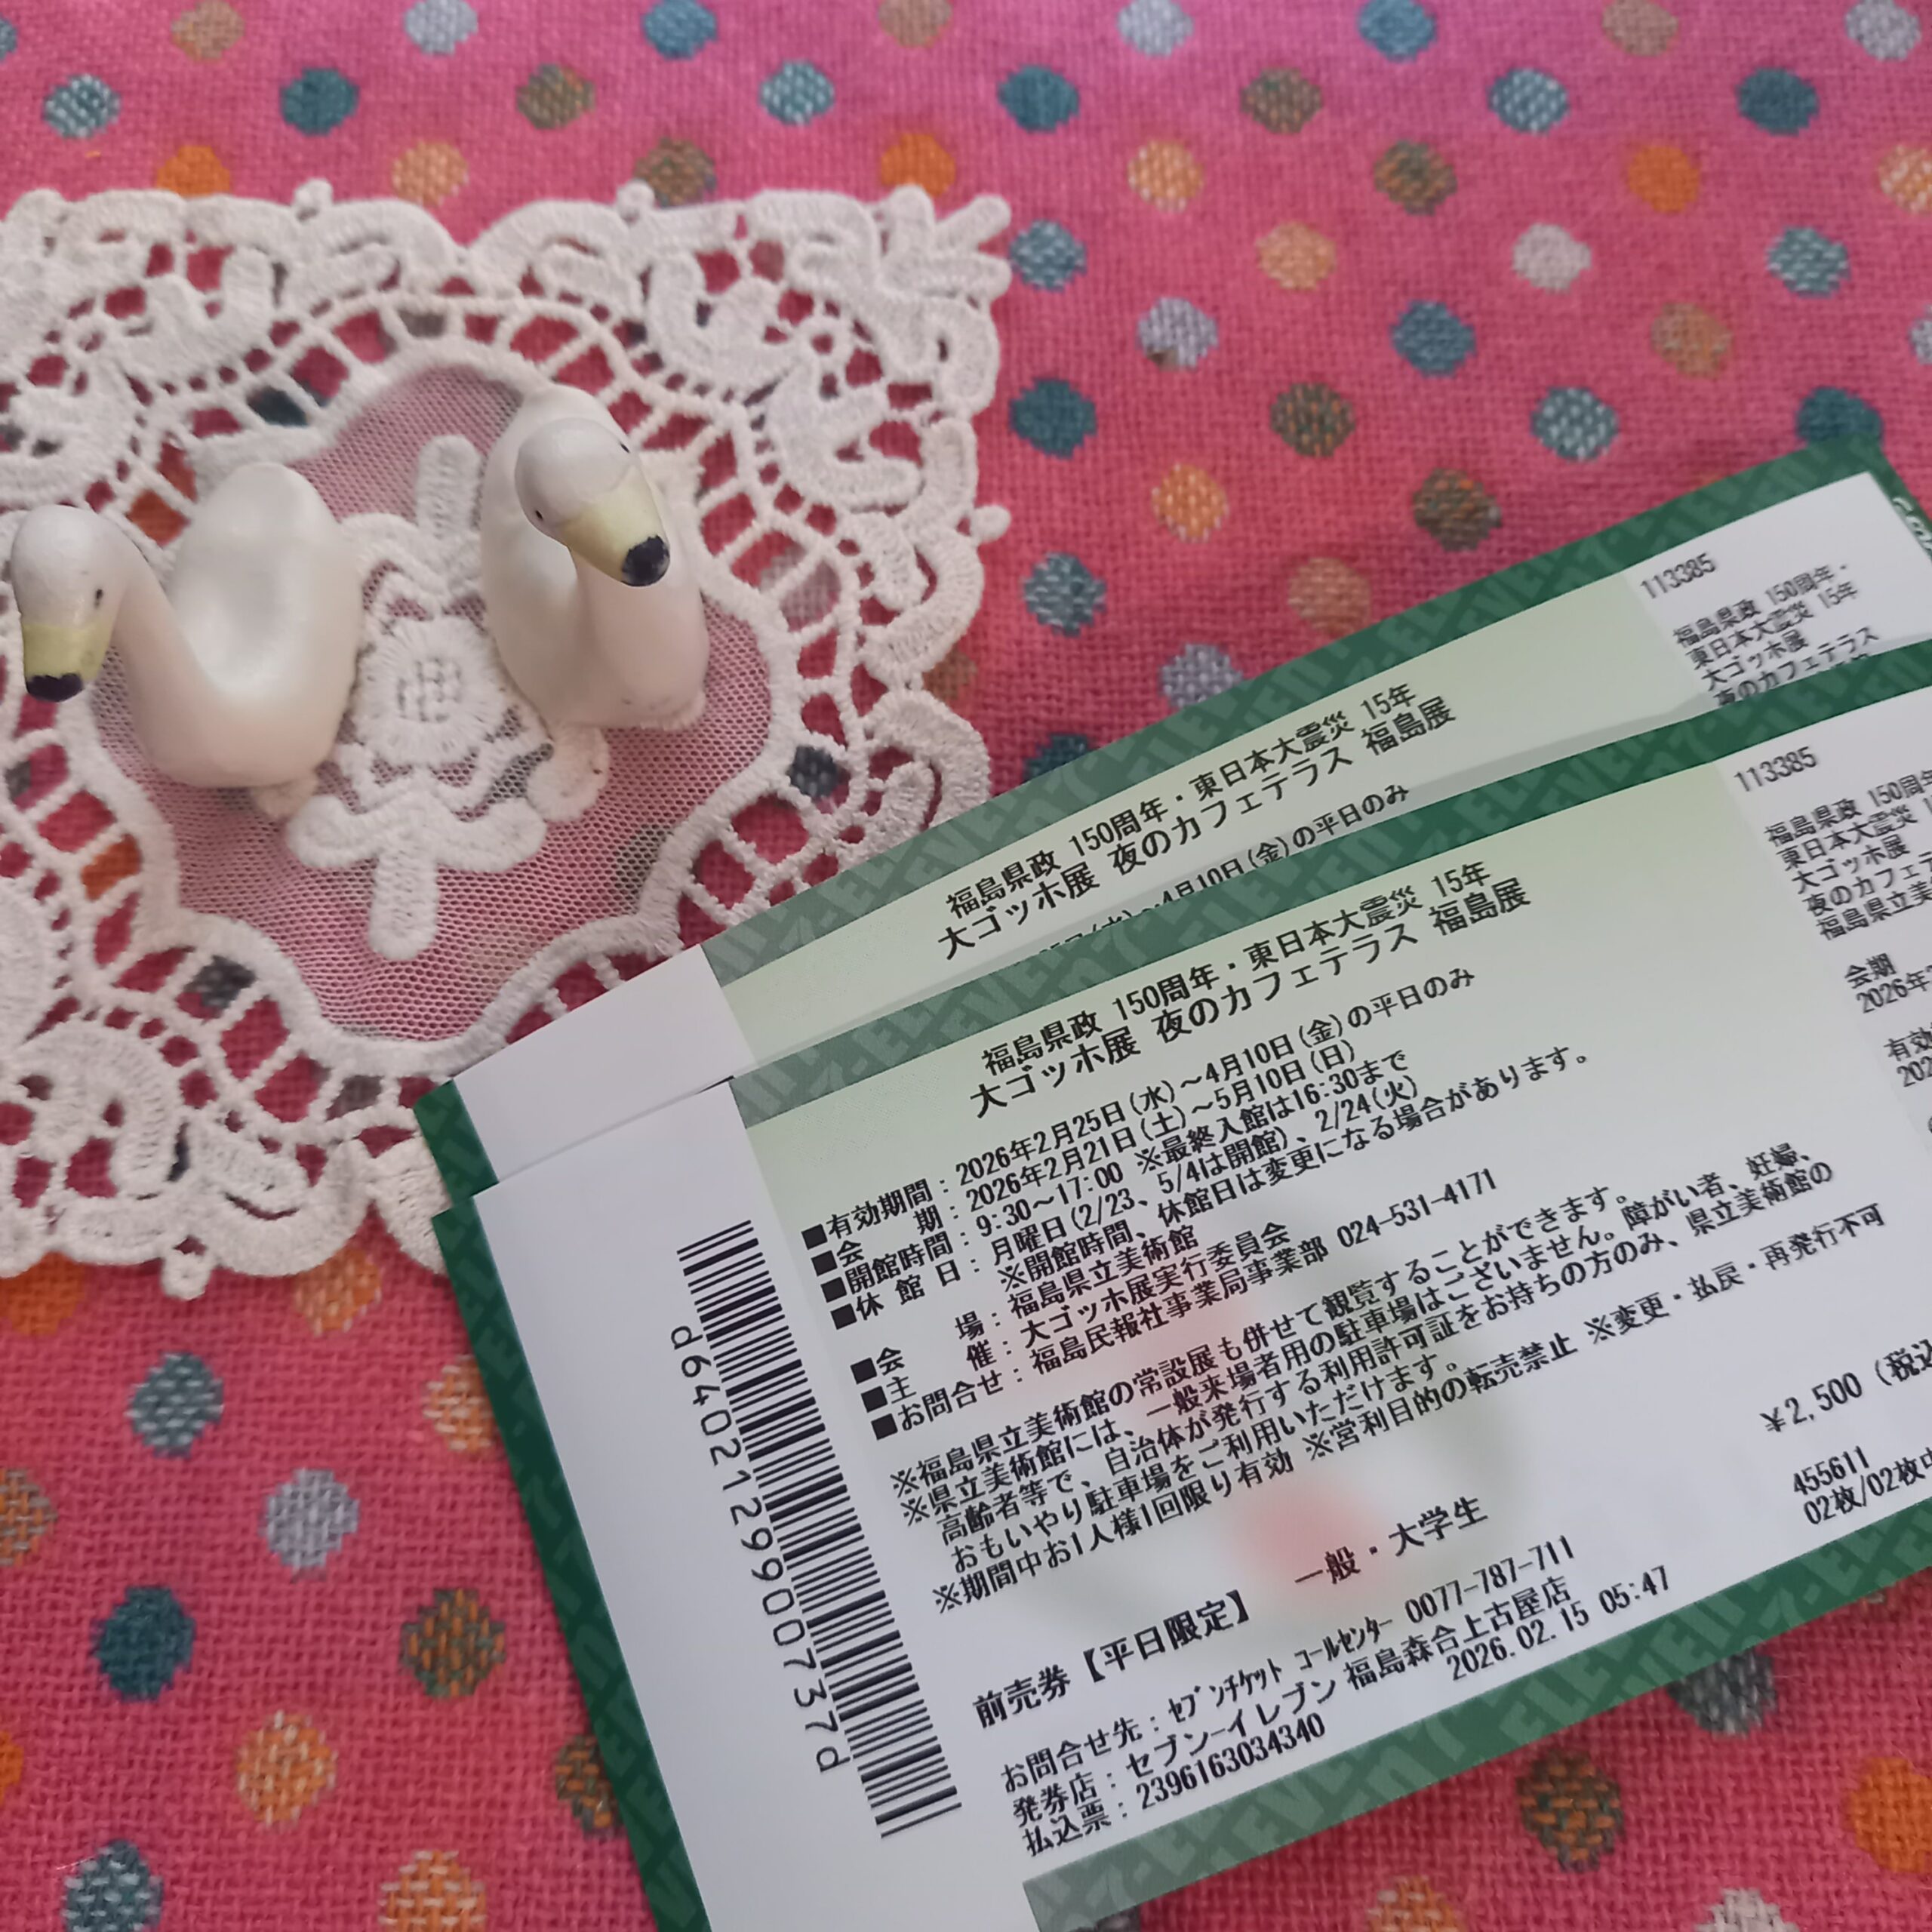 113385
福島県政 150周年・
東日本大震災 15年
大ゴッホ展
夜のカフェテラス
福島県政 150周年・東日本大震災 15年
大ゴッホ展 夜のカフェテラス 福島展
~4月10日(金)の平日のみ
113385
福島県政 150周年
東日本大震災
大ゴッホ展
夜のカフェテ
福島県立美
会期
2026年
有効
202
福島県政 150周年・東日本大震災 15年
大ゴッホ展 夜のカフェテラス 福島展
■有効期間:2026年2月25日(水)~4月10日(金)の平日のみ
■会　　期:2026年2月21日(土)~5月10日(日)
■開館時間:9:30~17:00 ※最終入館は16:30まで
■休 館 日:月曜日(2/23、5/4は開館)、2/24(火)
※開館時間、休館日は変更になる場合があります。
■会　　場:福島県立美術館
■主　　催:大ゴッホ展実行委員会
■お問合せ:福島民報社事業局事業部 024-531-4171
※福島県立美術館の常設展も併せて観覧することができます。
※県立美術館には、一般来場者用の駐車場はございません。障がい者、妊婦、
高齢者等で、自治体が発行する利用許可証をお持ちの方のみ、県立美術館の
おもいやり駐車場をご利用いただけます。
※期間中お1人様1回限り有効 ※営利目的の転売禁止 ※変更・払戻・再発行不可
前売券【平日限定】 一般・大学生
¥2,500 (税込
455611
02枚/02枚中
お問合せ先:ｾﾌﾞﾝﾁｹｯﾄ ｺｰﾙｾﾝﾀｰ 0077-787-711
発券店:セブン-イレブン 福島森合上古屋店
払込票:2396163034340 2026.02.15 05:47
d64021299007​37d